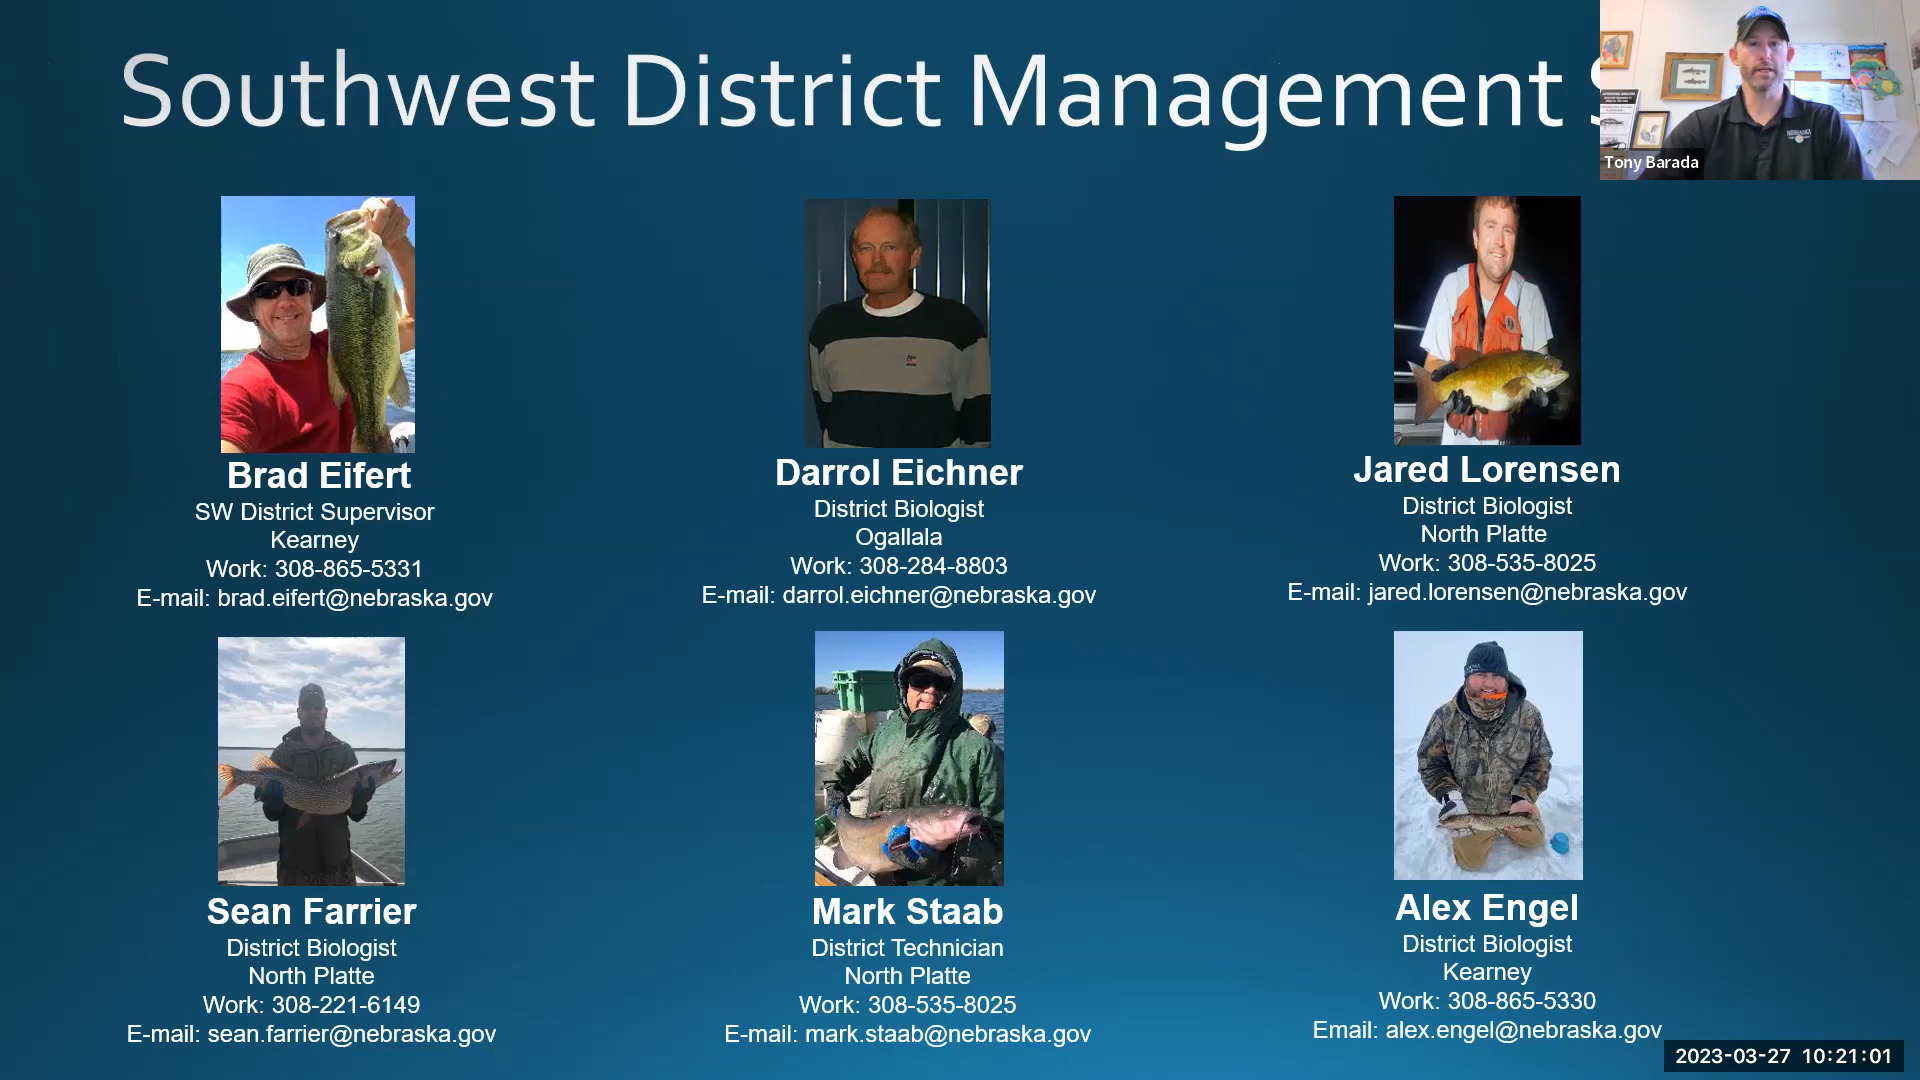 Southwest District Management S
Tony Barada
Brad Eifert
SW District Supervisor
Kearney
Work: 308-865-5331
E-mail: brad.eifert@nebraska.gov
Darrol Eichner
District Biologist
Ogallala
Work: 308-284-8803
E-mail: darrol.eichner@nebraska.gov
Jared Lorensen
District Biologist
North Platte
Work: 308-535-8025
E-mail: jared.lorensen@nebraska.gov
Sean Farrier
District Biologist
North Platte
Work: 308-221-6149
E-mail: sean.farrier@nebraska.gov
Mark Staab
District Technician
North Platte
Work: 308-535-8025
E-mail: mark.staab@nebraska.gov
Alex Engel
District Biologist
Kearney
Work: 308-865-5330
Email: alex.engel@nebraska.gov
2023-03-27 10:21:01